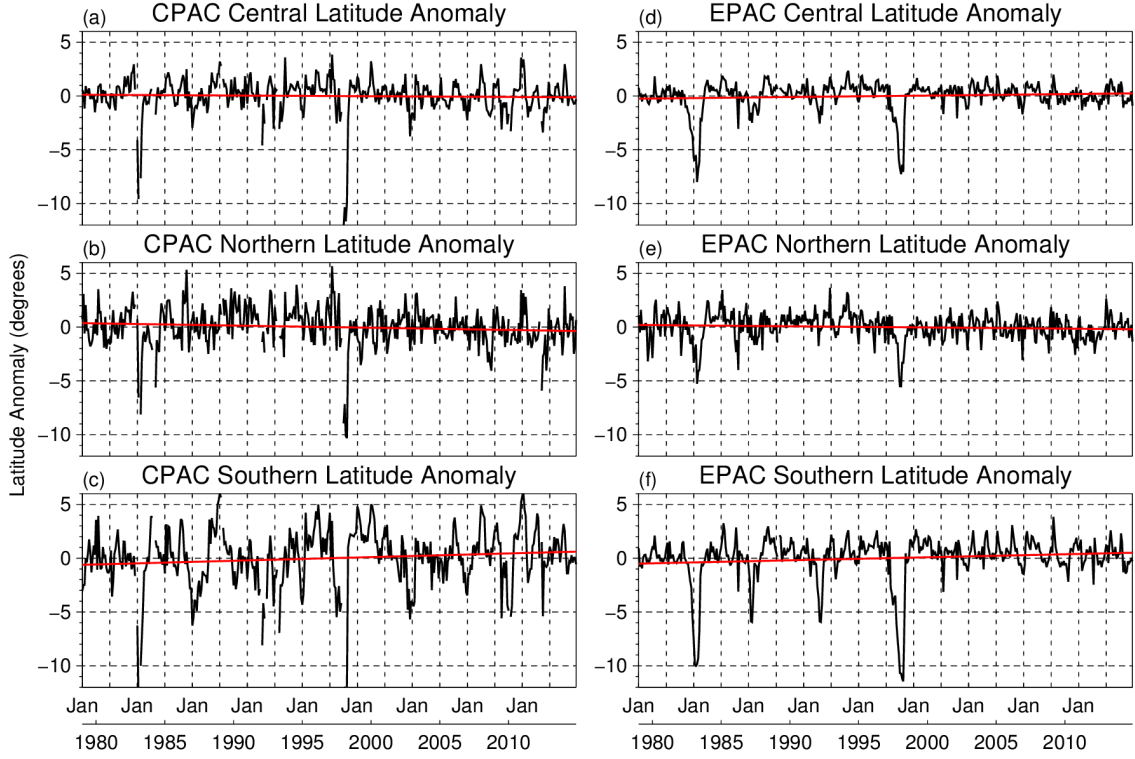 (a) CPAC Central Latitude Anomaly
5
0
−5
−10
(b) CPAC Northern Latitude Anomaly
5
0
−5
−10
(c) CPAC Southern Latitude Anomaly
5
0
−5
−10
Jan Jan Jan Jan Jan Jan Jan Jan Jan
1980 1985 1990 1995 2000 2005 2010
Latitude Anomaly (degrees)
(d) EPAC Central Latitude Anomaly
5
0
−5
−10
(e) EPAC Northern Latitude Anomaly
5
0
−5
−10
(f) EPAC Southern Latitude Anomaly
5
0
−5
−10
Jan Jan Jan Jan Jan Jan Jan Jan Jan
1980 1985 1990 1995 2000 2005 2010